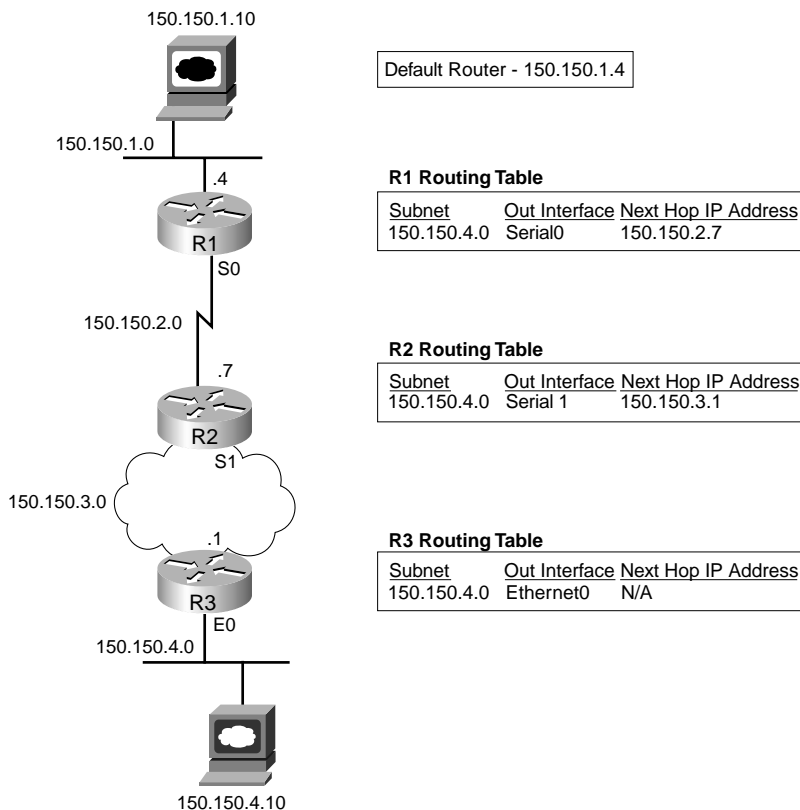 150.150.1.10
Default Router - 150.150.1.4
150.150.1.0
.4
R1
S0
R1 Routing Table
Subnet Out Interface Next Hop IP Address
150.150.4.0 Serial0 150.150.2.7
150.150.2.0
.7
R2
S1
R2 Routing Table
Subnet Out Interface Next Hop IP Address
150.150.4.0 Serial 1 150.150.3.1
150.150.3.0
.1
R3
E0
R3 Routing Table
Subnet Out Interface Next Hop IP Address
150.150.4.0 Ethernet0 N/A
150.150.4.0
150.150.4.10